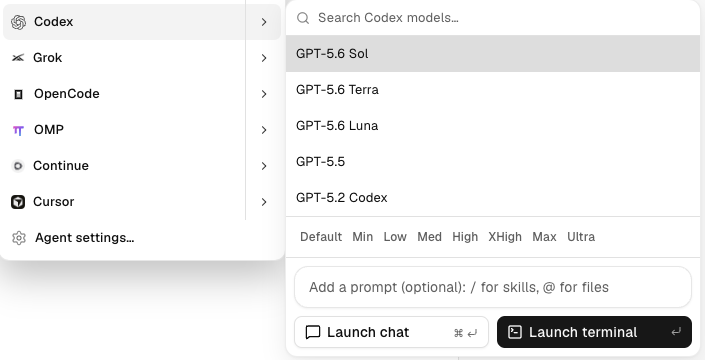 Codex
Grok
OpenCode
OMP
Continue
Cursor
Agent settings...
Search Codex models...
GPT-5.6 Sol
GPT-5.6 Terra
GPT-5.6 Luna
GPT-5.5
GPT-5.2 Codex
Default Min Low Med High XHigh Max Ultra
Add a prompt (optional): / for skills, @ for files
Launch chat ⌘ ↵
Launch terminal ↵